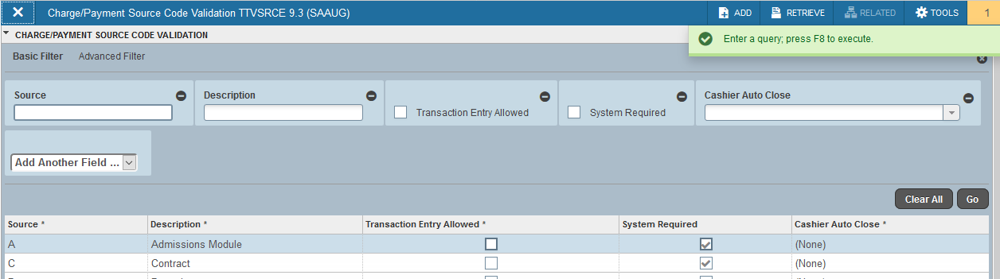 Charge/Payment Source Code Validation TTVSRCE 9.3 (SAAUG)
ADD RETRIEVE RELATED TOOLS 1
CHARGE/PAYMENT SOURCE CODE VALIDATION
Enter a query; press F8 to execute.
Basic Filter Advanced Filter
Source Description Transaction Entry Allowed System Required Cashier Auto Close
Add Another Field ...
Clear All Go
Source * Description * Transaction Entry Allowed * System Required Cashier Auto Close *
A Admissions Module (None)
C Contract (None)